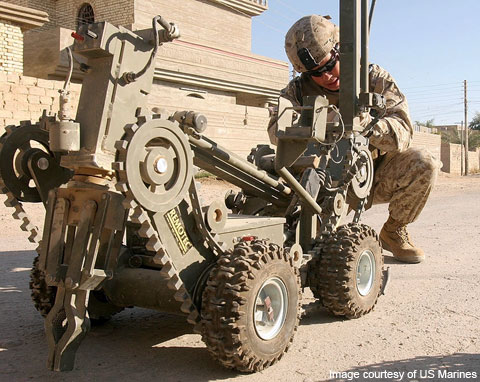 REMOTEC
Image courtesy of US Marines